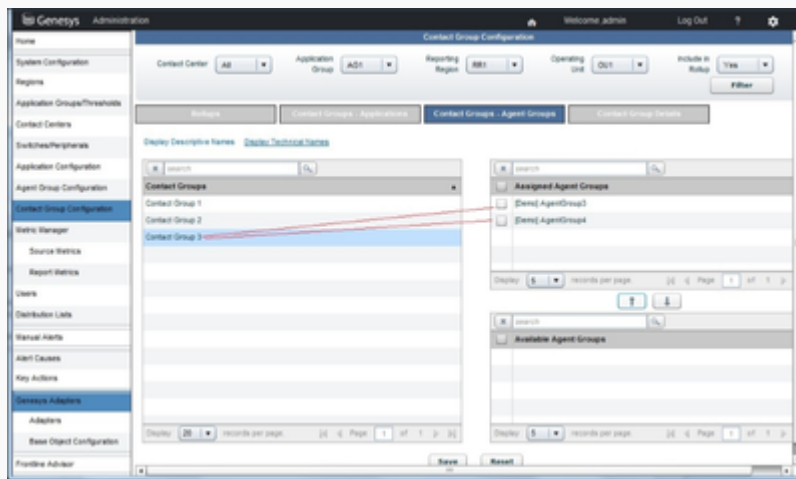 Genesys Administration Welcome ,admin Log Out ?
Contact Group Configuration
Home
System Configuration
Regions
Application Groups/Thresholds
Contact Centers
Switches/Peripherals
Application Configuration
Agent Group Configuration
Contact Group Configuration
Metric Manager
Source Metrics
Report Metrics
Users
Distribution Lists
Manual Alerts
Alert Causes
Key Actions
Genesys Adapters
Adapters
Base Object Configuration
Frontline Advisor
Contact Center All
Application Group AG1
Reporting Region RR1
Operating Unit OU1
Include in Rollup Yes
Filter
Rollups Contact Groups - Applications Contact Groups - Agent Groups Contact Group Details
Display Descriptive Names Display Technical Names
x search
Contact Groups
Contact Group 1
Contact Group 2
Contact Group 3
Display 20 records per page. Page 1 of 1
x search
Assigned Agent Groups
[Demo] AgentGroup3
[Demo] AgentGroup4
Display 5 records per page. Page 1 of 1
x search
Available Agent Groups
Display 5 records per page. Page 1 of 1
Save Reset